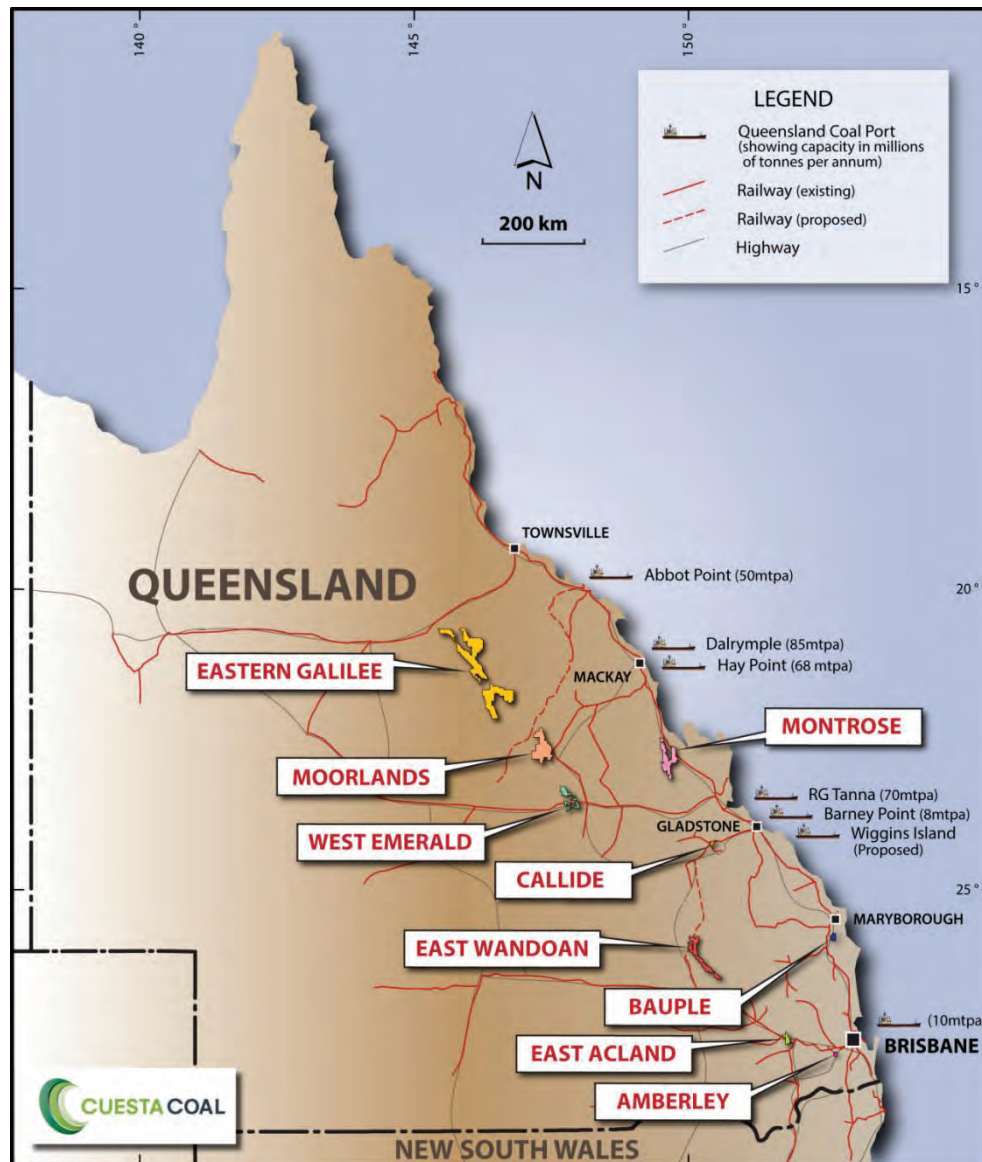 140°
145°
150°
LEGEND
Queensland Coal Port
(showing capacity in millions
of tonnes per annum)
Railway (existing)
Railway (proposed)
Highway
N
200 km
15°
TOWNSVILLE
Abbot Point (50mtpa)
QUEENSLAND
20°
EASTERN GALILEE
Dalrymple (85mtpa)
Hay Point (68 mtpa)
MACKAY
MONTROSE
MOORLANDS
RG Tanna (70mtpa)
Barney Point (8mtpa)
Wiggins Island
(Proposed)
WEST EMERALD
GLADSTONE
CALLIDE
25°
MARYBOROUGH
EAST WANDOAN
BAUPLE
(10mtpa
BRISBANE
EAST ACLAND
AMBERLEY
CUESTA COAL
NEW SOUTH WALES